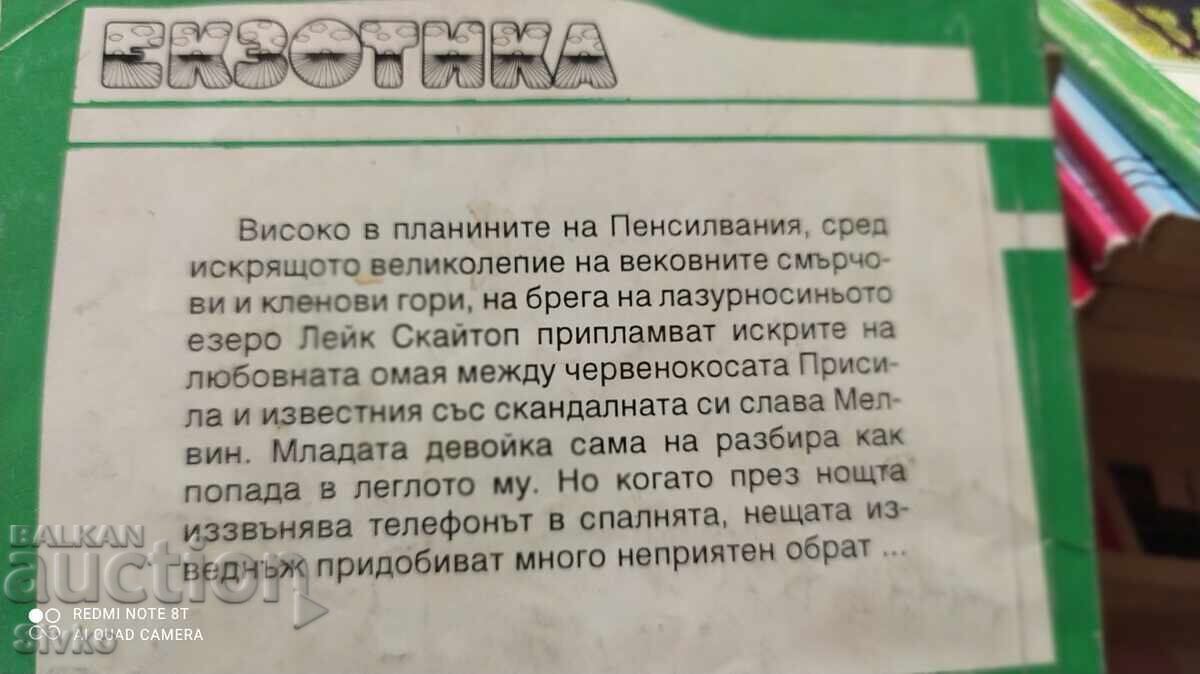 ЕКЗОТИКА
Високо в планините на Пенсилвания, сред
искрящото великолепие на вековните смърчо-
ви и кленови гори, на брега на лазурносиньото
езеро Лейк Скайтоп припламват искрите на
любовната омая между червенокосата Приси-
ла и известния със скандалната си слава Мел-
вин. Младата девойка сама на разбира как
попада в леглото му. Но когато през нощта
иззвънява телефонът в спалнята, нещата из-
веднъж придобиват много неприятен обрат ...
BALKAN
auction
REDMI NOTE 8T
AI QUAD CAMERA
Sivko